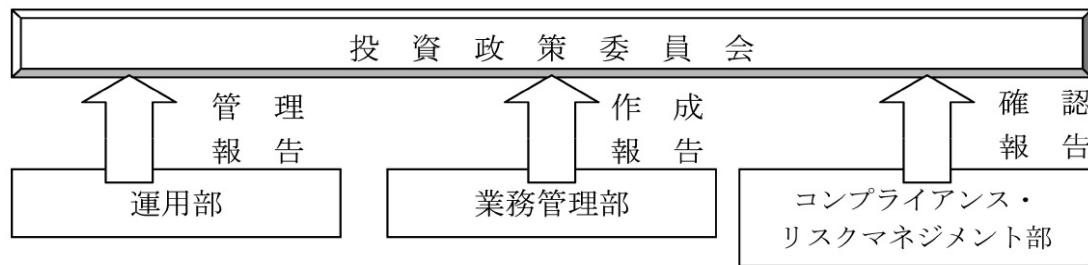 投資政策委員会
管理
報告
作成
報告
確認
報告
運用部
業務管理部
コンプライアンス・
リスクマネジメント部